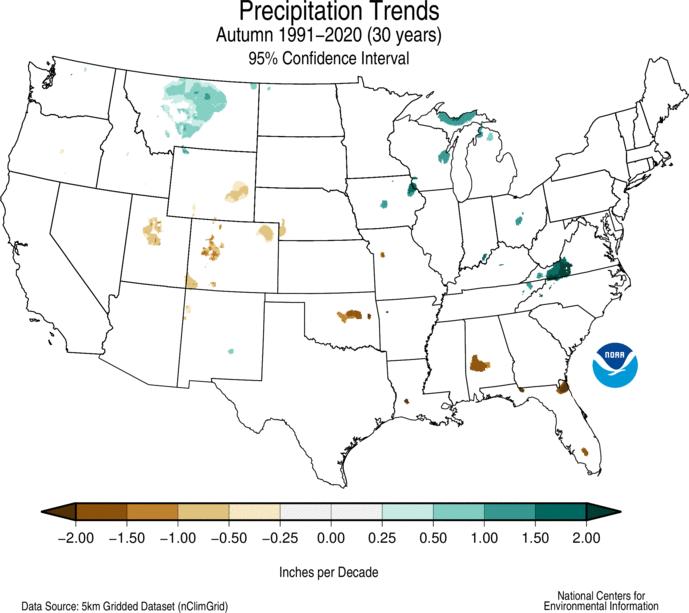 Precipitation Trends
Autumn 1991−2020 (30 years)
95% Confidence Interval
NOAA
−2.00 −1.50 −1.00 −0.50 −0.25 0.00 0.25 0.50 1.00 1.50 2.00
Inches per Decade
Data Source: 5km Gridded Dataset (nClimGrid)
National Centers for
Environmental Information